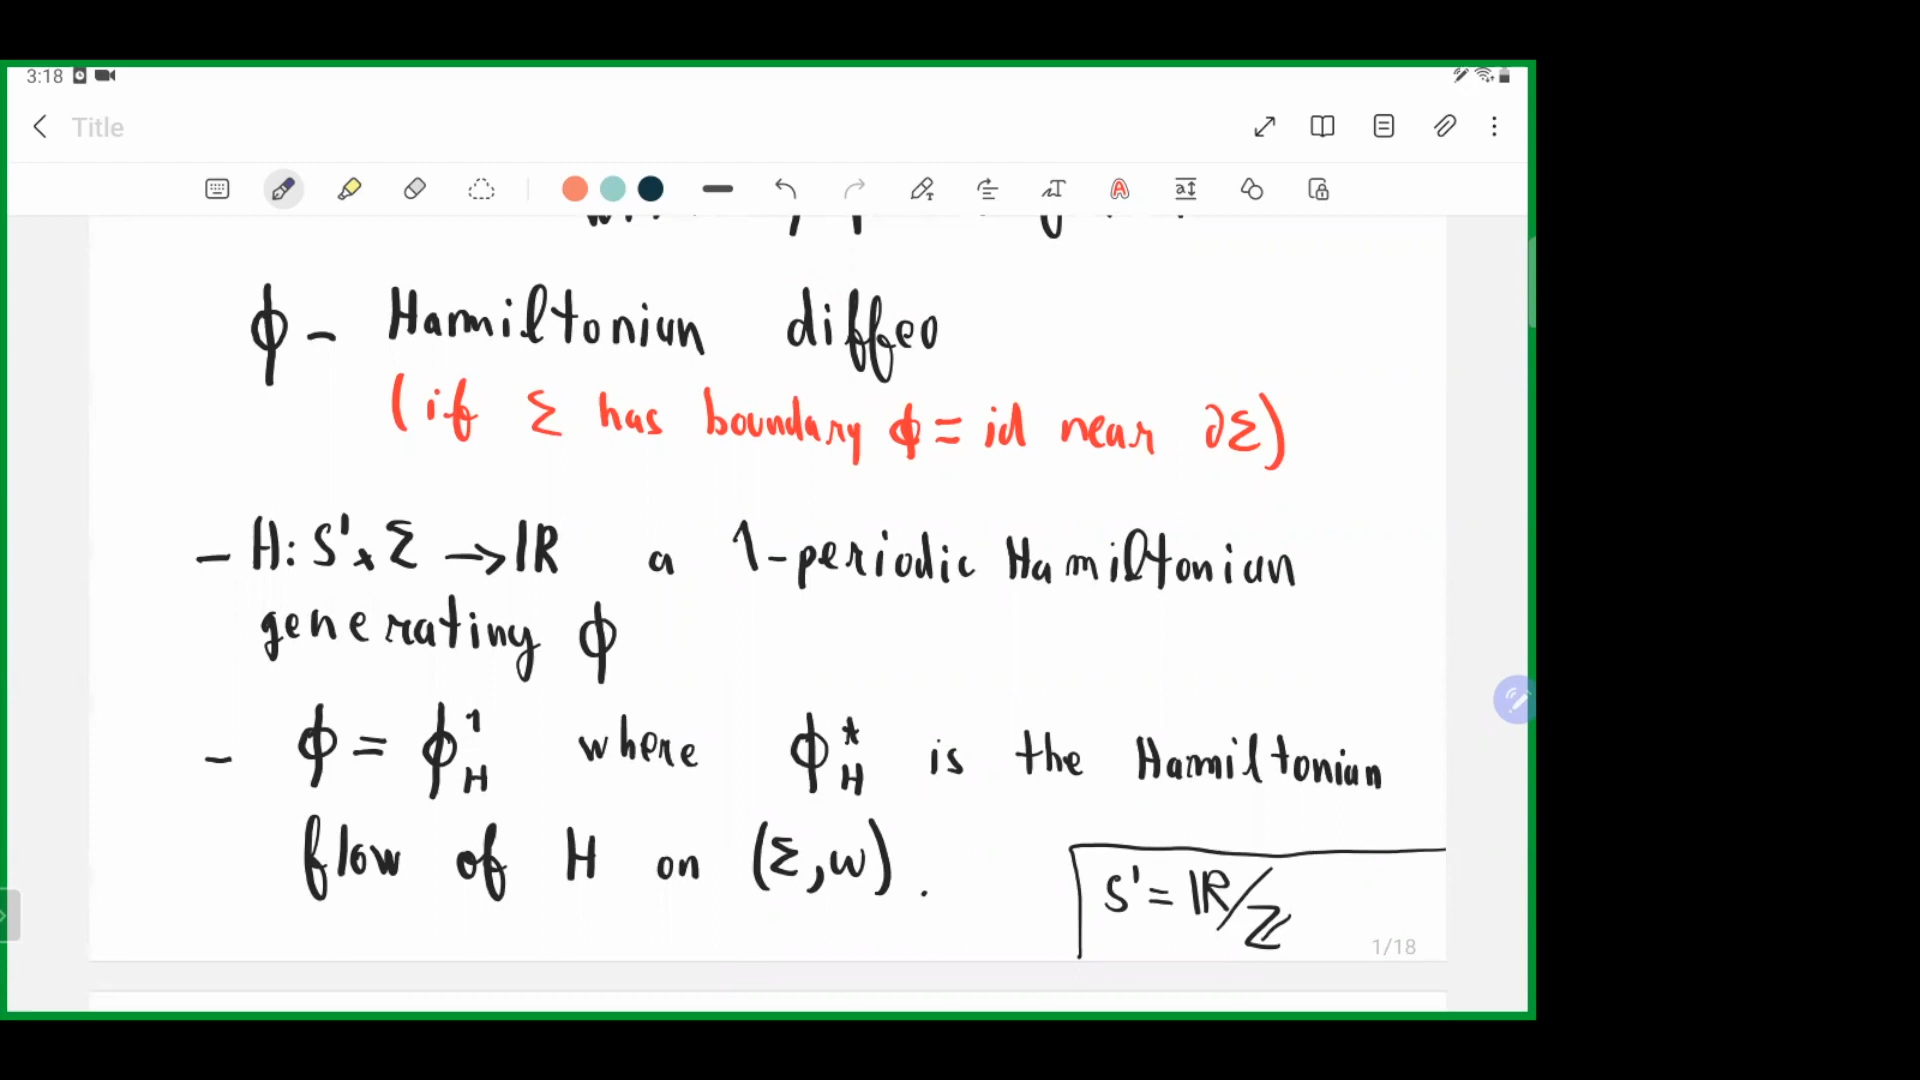 3:18
Title
ϕ – Hamiltonian diffeo
(if Σ has boundary ϕ = id near ∂Σ)
– H: S¹ × Σ → ℝ a 1-periodic Hamiltonian
generating ϕ
– ϕ = ϕ¹_H where ϕ*_H is the Hamiltonian
flow of H on (Σ, ω).
S¹ = ℝ/ℤ
1/18